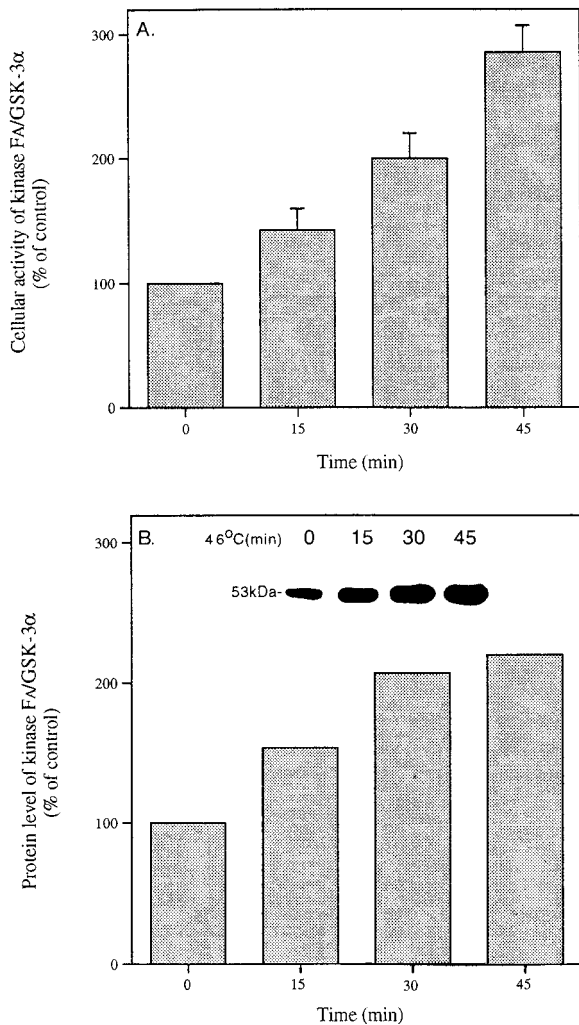 A.
Cellular activity of kinase FA/GSK-3α
(% of control)
300
200
100
0
0 15 30 45
Time (min)
B. 46°C(min) 0 15 30 45
53kDa-
Protein level of kinase FA/GSK-3α
(% of control)
300
200
100
0
0 15 30 45
Time (min)